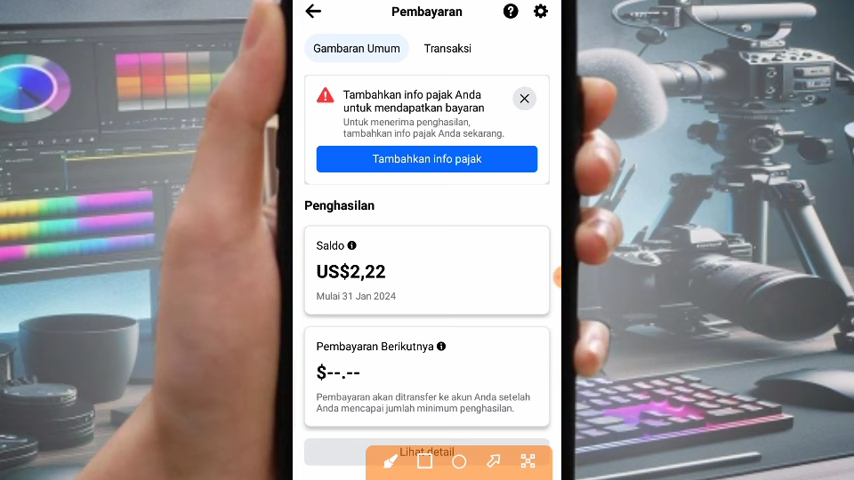 Pembayaran
Gambaran Umum
Transaksi
Tambahkan info pajak Anda
untuk mendapatkan bayaran
Untuk menerima penghasilan,
tambahkan info pajak Anda sekarang.
Tambahkan info pajak
Penghasilan
Saldo
US$2,22
Mulai 31 Jan 2024
Pembayaran Berikutnya
$--.--
Pembayaran akan ditransfer ke akun Anda setelah
Anda mencapai jumlah minimum penghasilan.
Lihat detail